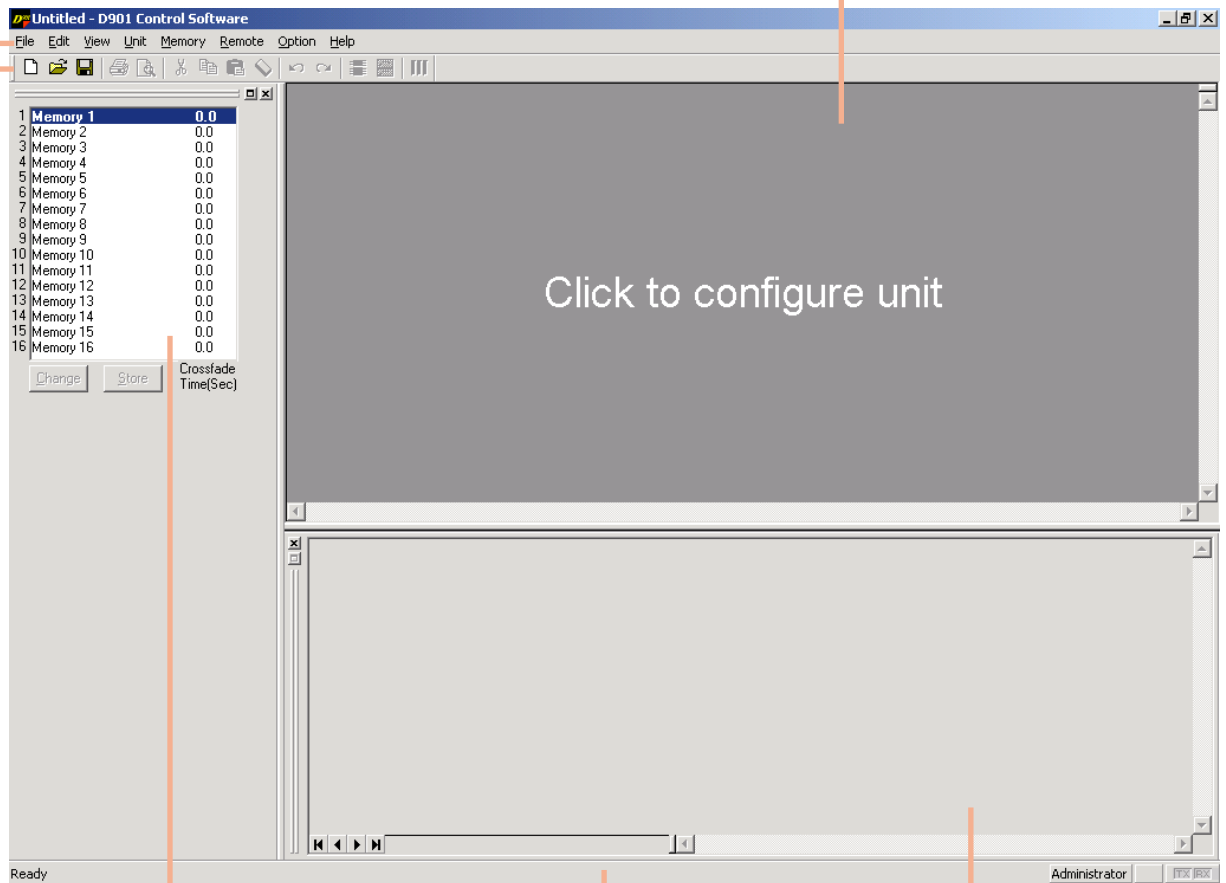 Untitled - D901 Control Software
File Edit View Unit Memory Remote Option Help
1 Memory 1 0.0
2 Memory 2 0.0
3 Memory 3 0.0
4 Memory 4 0.0
5 Memory 5 0.0
6 Memory 6 0.0
7 Memory 7 0.0
8 Memory 8 0.0
9 Memory 9 0.0
10 Memory 10 0.0
11 Memory 11 0.0
12 Memory 12 0.0
13 Memory 13 0.0
14 Memory 14 0.0
15 Memory 15 0.0
16 Memory 16 0.0
Change Store Crossfade
Time(Sec)
Click to configure unit
Ready Administrator TX RX